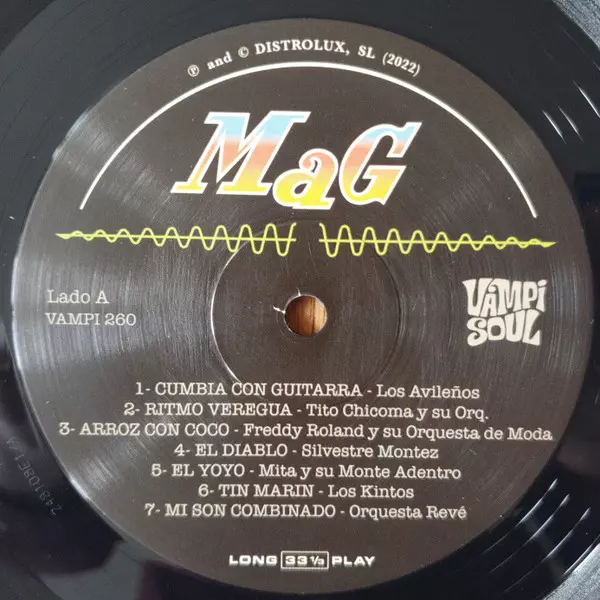 ℗ and © DISTROLUX, SL (2022)
MaG
Lado A
VAMPI 260
VAMPI
SOUL
1- CUMBIA CON GUITARRA - Los Avileños
2- RITMO VEREGUA - Tito Chicoma y su Orq.
3- ARROZ CON COCO - Freddy Roland y su Orquesta de Moda
4- EL DIABLO - Silvestre Montez
5- EL YOYO - Mita y su Monte Adentro
6- TIN MARIN - Los Kintos
7- MI SON COMBINADO - Orquesta Revé
LONG 33⅓ PLAY